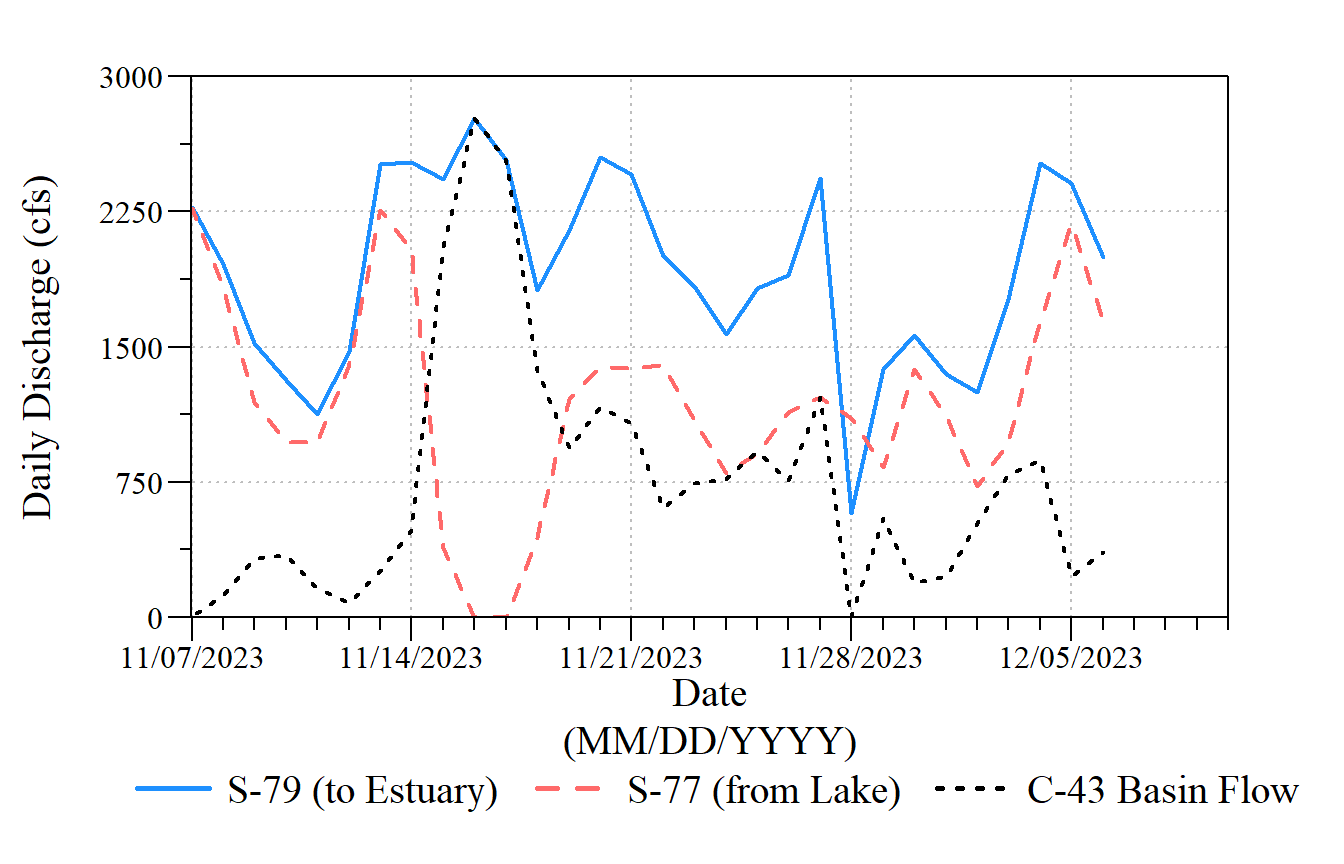 3000
2250
1500
750
0
Daily Discharge (cfs)
11/07/2023 11/14/2023 11/21/2023 11/28/2023 12/05/2023
Date
(MM/DD/YYYY)
S-79 (to Estuary) S-77 (from Lake) C-43 Basin Flow